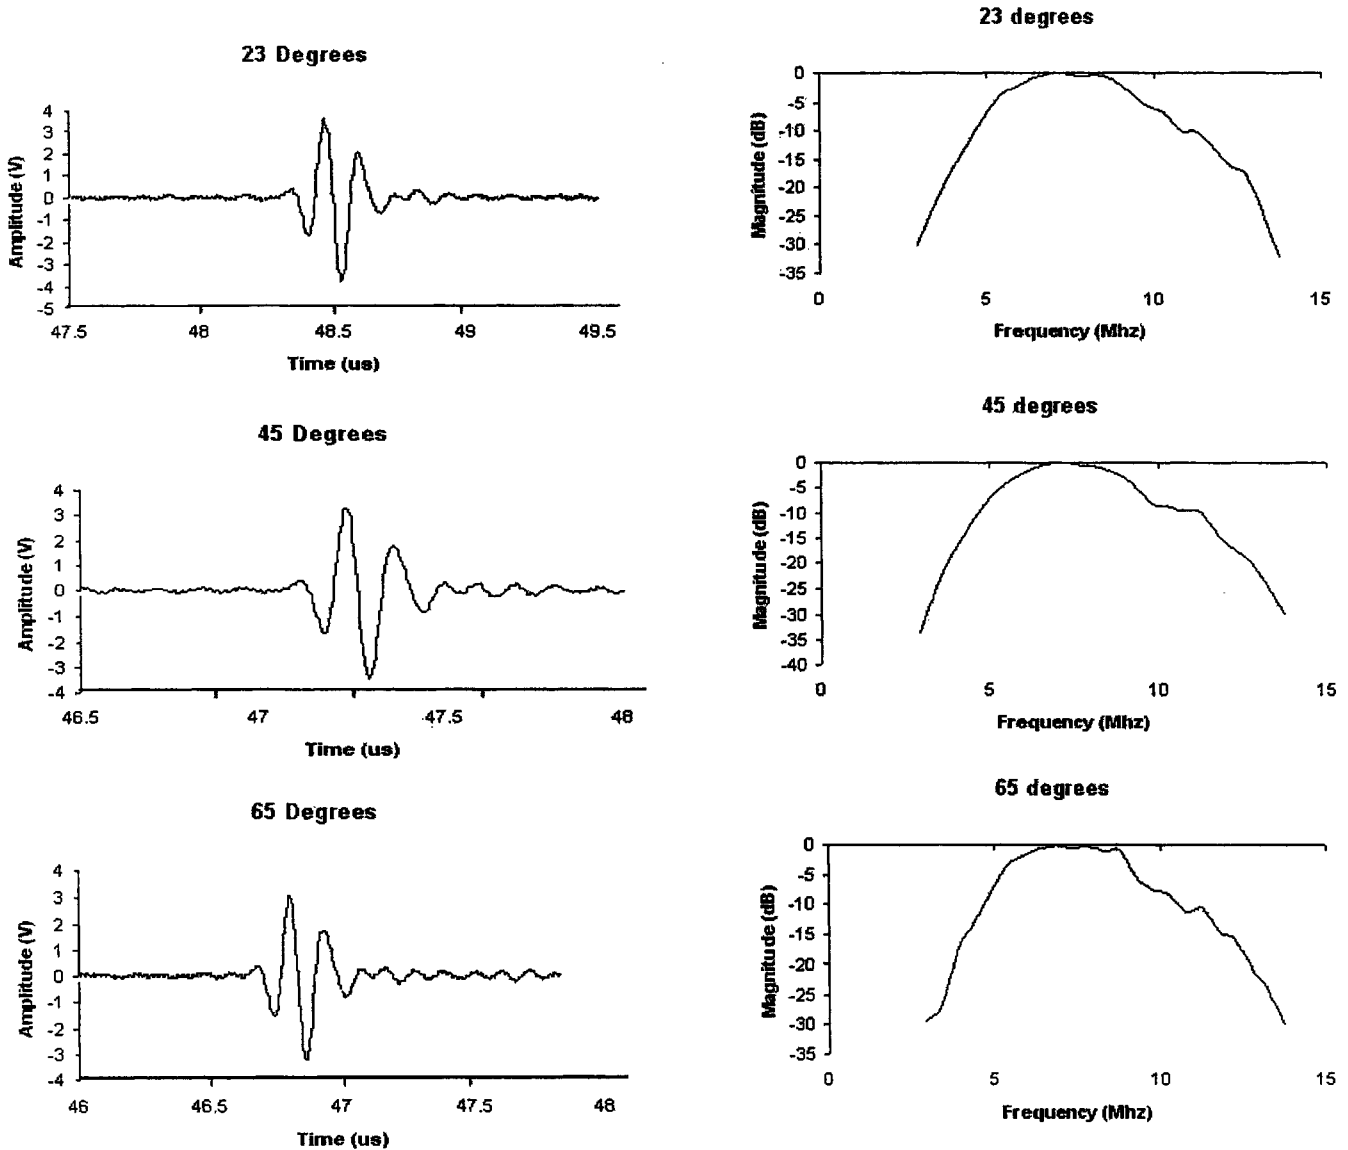 23 Degrees
4
3
2
1
0
-1
-2
-3
-4
-5
Amplitude (V)
47.5 48 48.5 49 49.5
Time (us)
23 degrees
0
-5
-10
-15
-20
-25
-30
-35
Magnitude (dB)
0 5 10 15
Frequency (Mhz)
45 Degrees
4
3
2
1
0
-1
-2
-3
-4
Amplitude (V)
46.5 47 47.5 48
Time (us)
45 degrees
0
-5
-10
-15
-20
-25
-30
-35
-40
Magnitude (dB)
0 5 10 15
Frequency (Mhz)
65 Degrees
4
3
2
1
0
-1
-2
-3
-4
Amplitude (V)
46 46.5 47 47.5 48
Time (us)
65 degrees
0
-5
-10
-15
-20
-25
-30
-35
Magnitude (dB)
0 5 10 15
Frequency (Mhz)